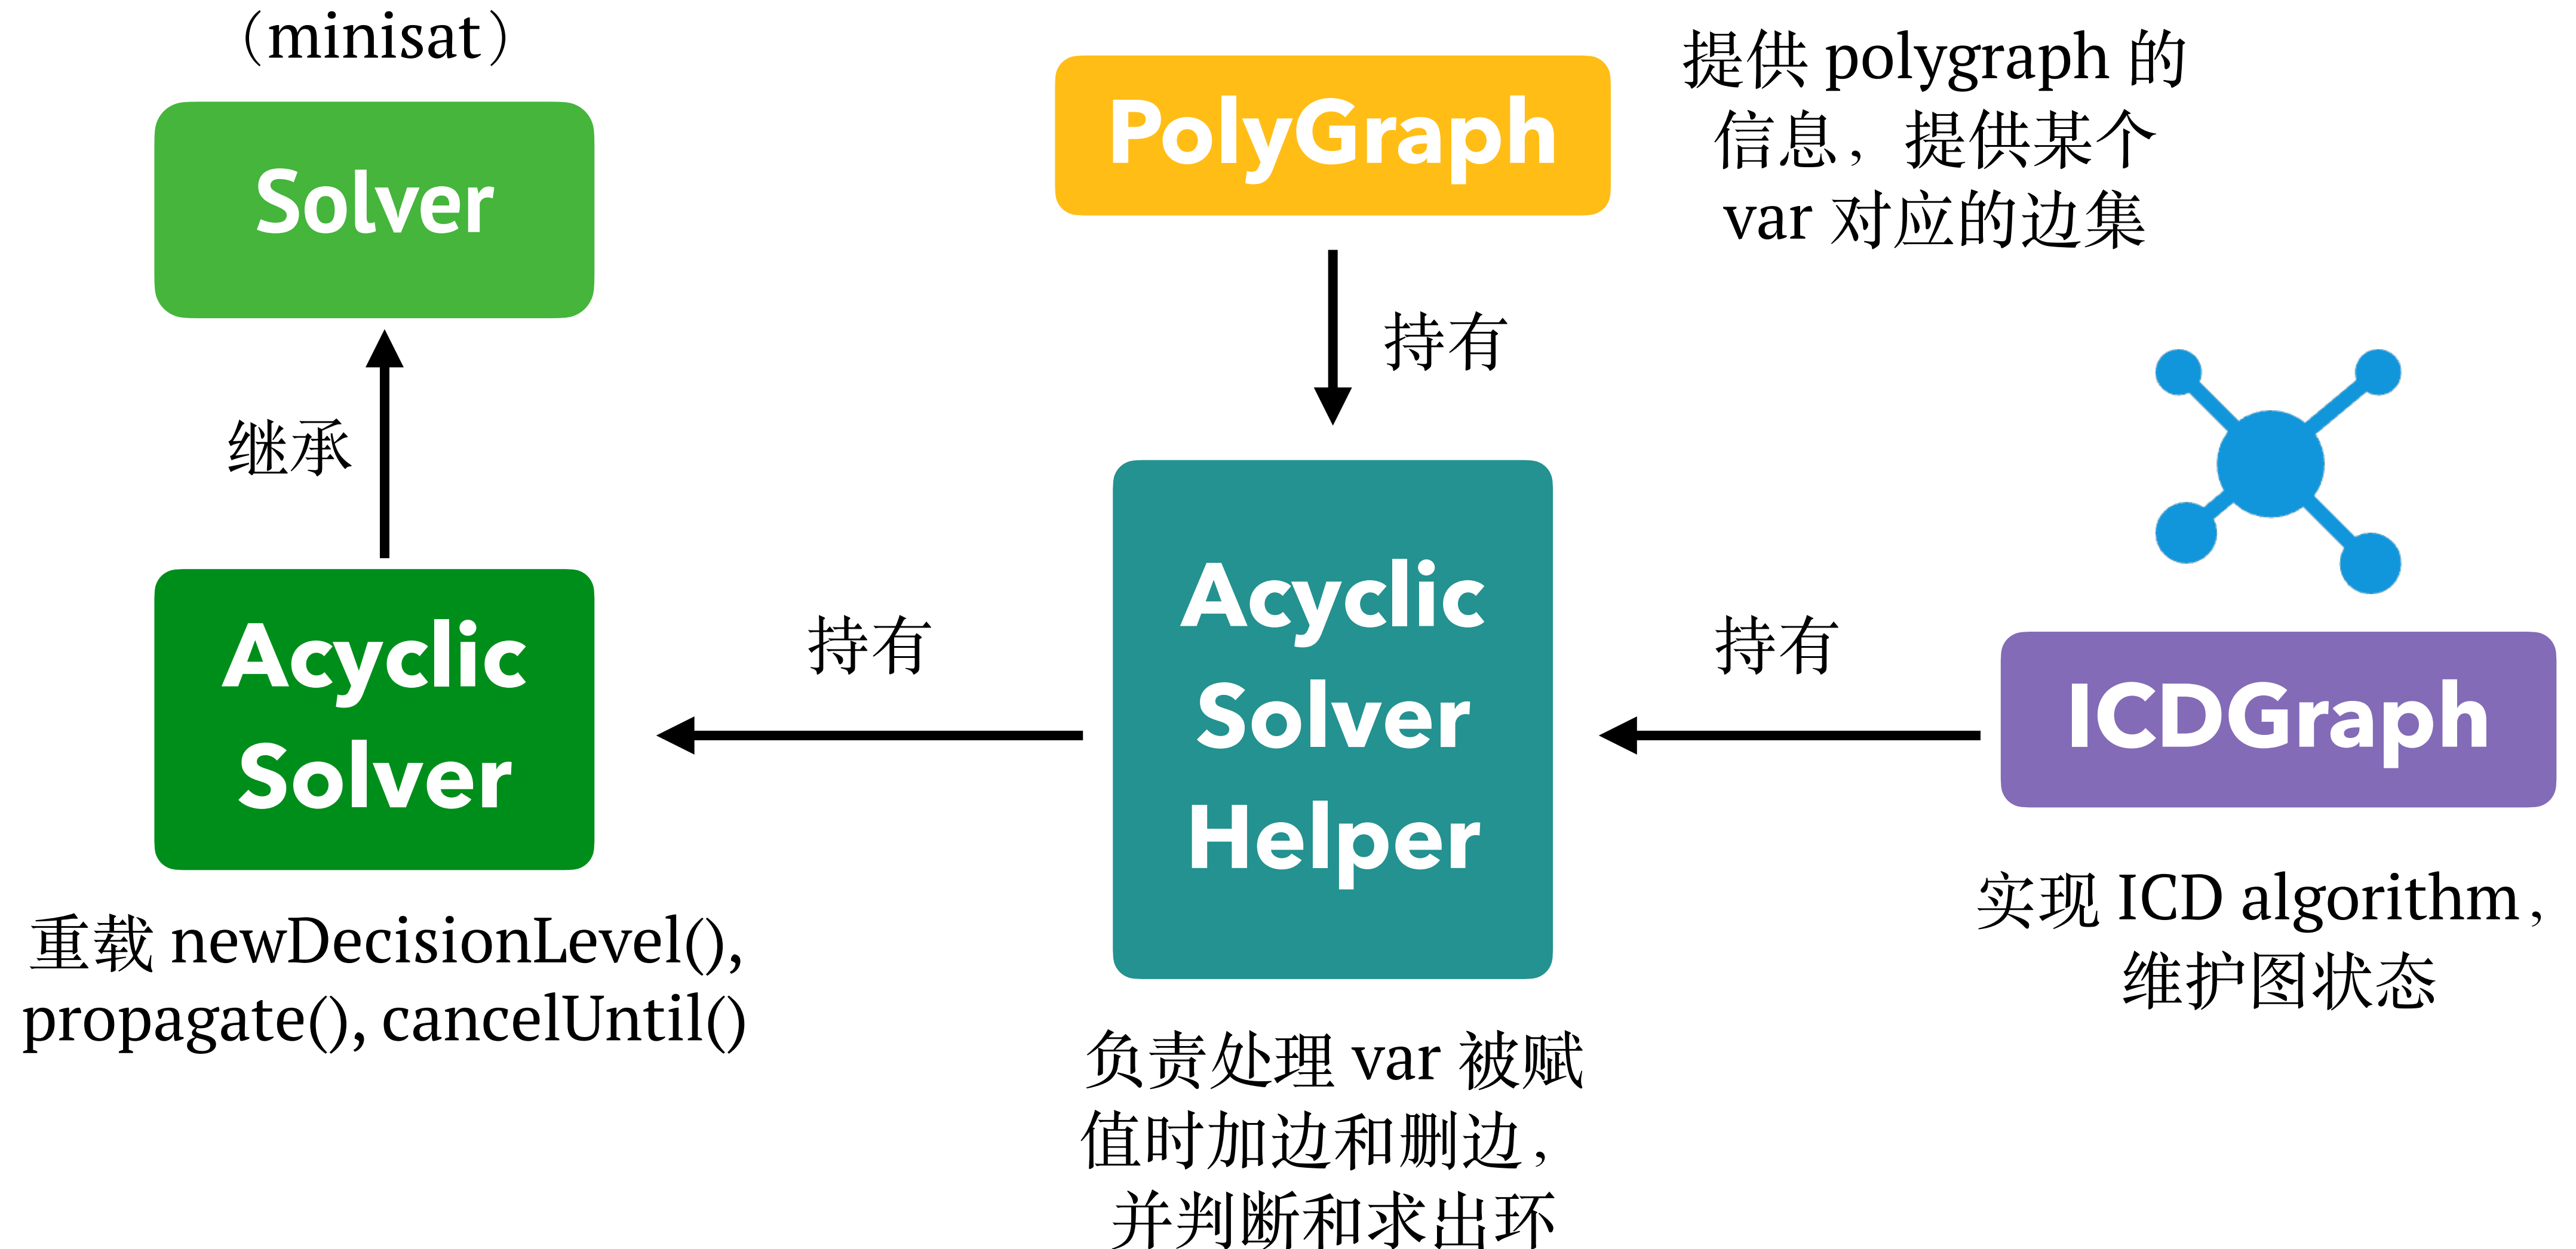 （minisat）
Solver
继承
Acyclic
Solver
重载 newDecisionLevel(),
propagate(), cancelUntil()
持有
PolyGraph
提供 polygraph 的
信息，提供某个
var 对应的边集
持有
Acyclic
Solver
Helper
负责处理 var 被赋
值时加边和删边，
并判断和求出环
持有
ICDGraph
实现 ICD algorithm，
维护图状态